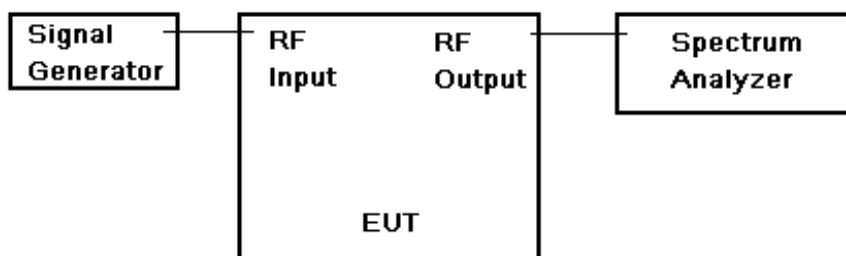 Signal
Generator
RF
Input
RF
Output
EUT
Spectrum
Analyzer